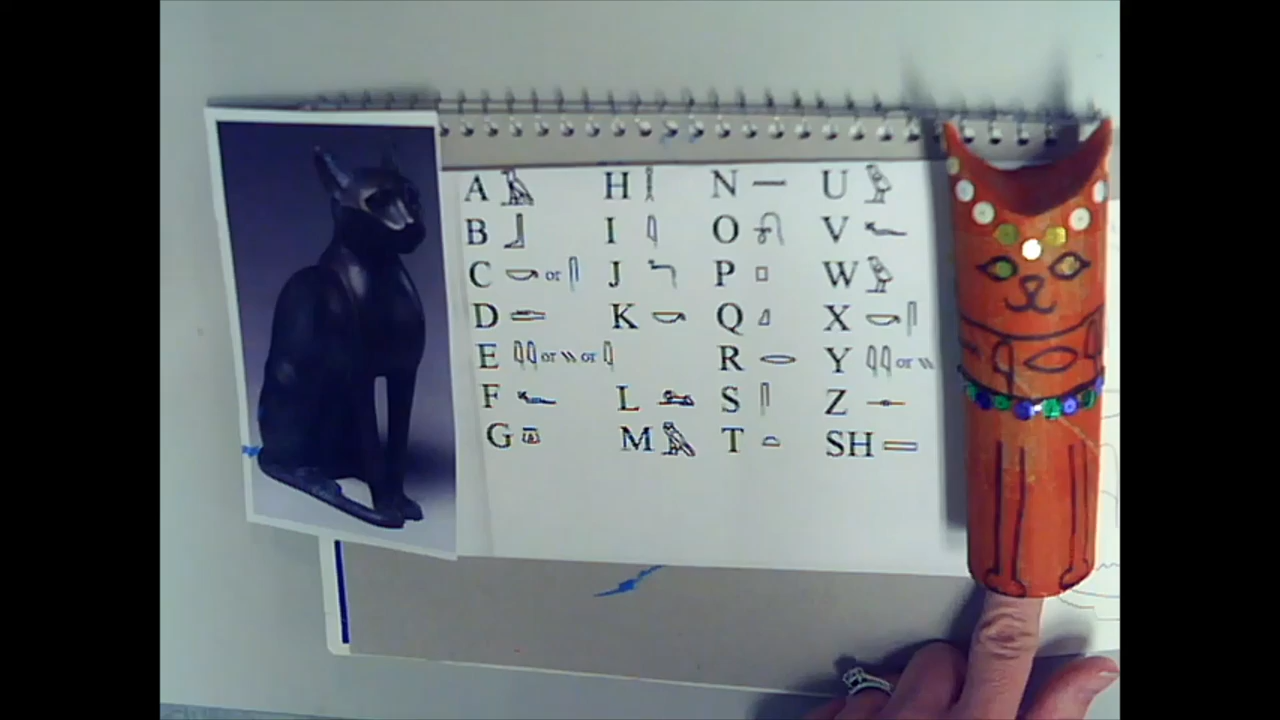 A H N U
B I O V
C or J P W
D K Q X
E or or R Y or
F L S Z
G M T SH